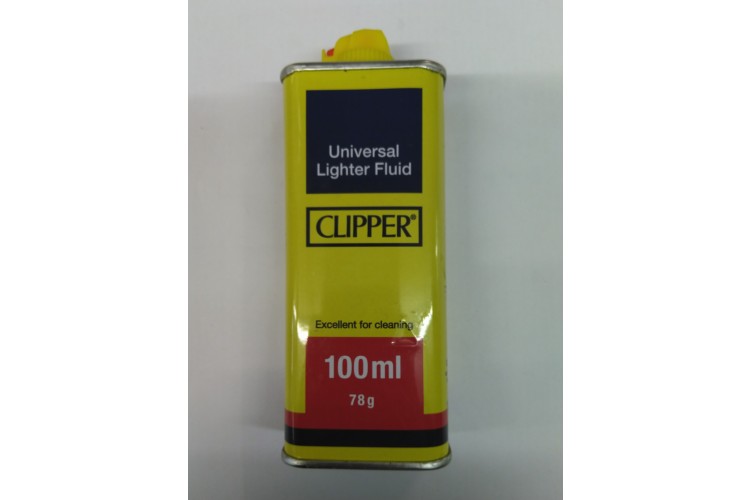 Universal
Lighter Fluid
CLIPPER®
Excellent for cleaning
100ml
78g